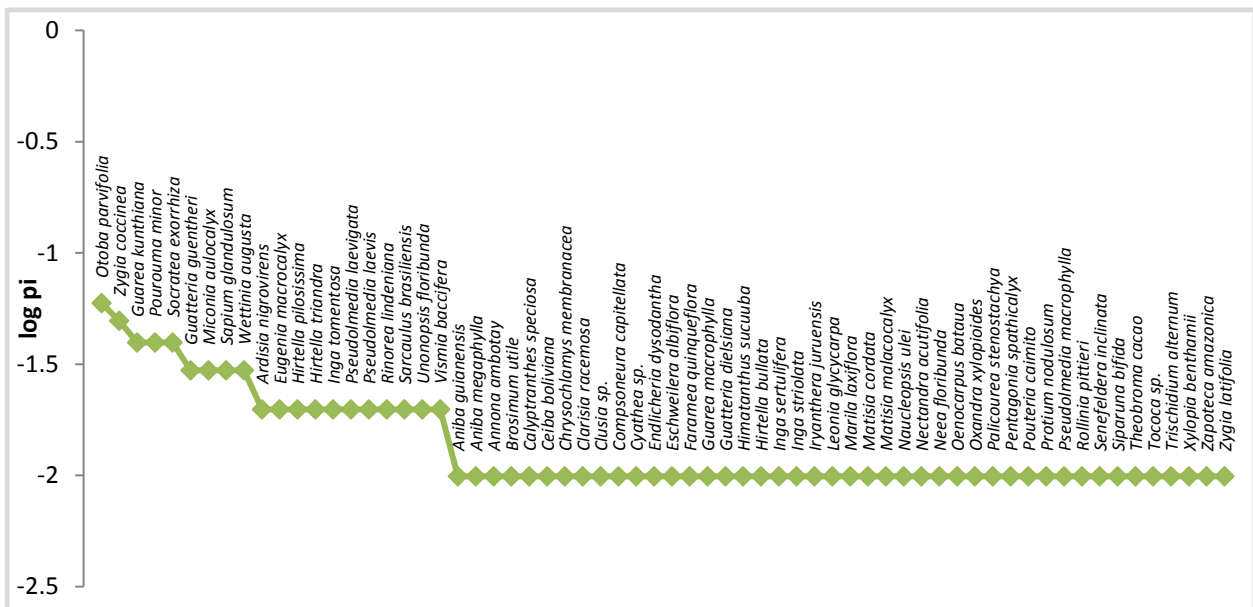 0
-0.5
-1
-1.5
-2
-2.5
log pi
Otoba parvifolia
Zygia coccinea
Guarea kunthiana
Pourouma minor
Socratea exorrhiza
Guatteria guentheri
Miconia aulocalyx
Sapium glandulosum
Wettinia augusta
Ardisia nigrovirens
Eugenia macrocalyx
Hirtella pilosissima
Hirtella triandra
Inga tomentosa
Pseudolmedia laevigata
Pseudolmedia laevis
Rinorea lindeniana
Sarcaulus brasiliensis
Unonopsis floribunda
Vismia baccifera
Aniba guianensis
Aniba megaphylla
Annona ambotay
Brosimum utile
Calyptranthes speciosa
Ceiba boliviana
Chrysochlamys membranacea
Clarisia racemosa
Clusia sp.
Compsoneura capitellata
Cyathea sp.
Endlicheria dysodantha
Eschweilera albiflora
Faramea quinqueflora
Guarea macrophylla
Guatteria dielsiana
Himatanthus sucuuba
Hirtella bullata
Inga sertulifera
Inga striolata
Iryanthera juruensis
Leonia glycycarpa
Marila laxiflora
Matisia cordata
Matisia malacocalyx
Naucleopsis ulei
Nectandra acutifolia
Neea floribunda
Oenocarpus bataua
Oxandra xylopioides
Palicourea stenostachya
Pentagonia spathicalyx
Pouteria caimito
Protium nodulosum
Pseudolmedia macrophylla
Rollinia pittieri
Senefeldera inclinata
Siparuna bifida
Theobroma cacao
Tococa sp.
Trischidium alternum
Xylopia benthamii
Zapoteca amazonica
Zygia latifolia